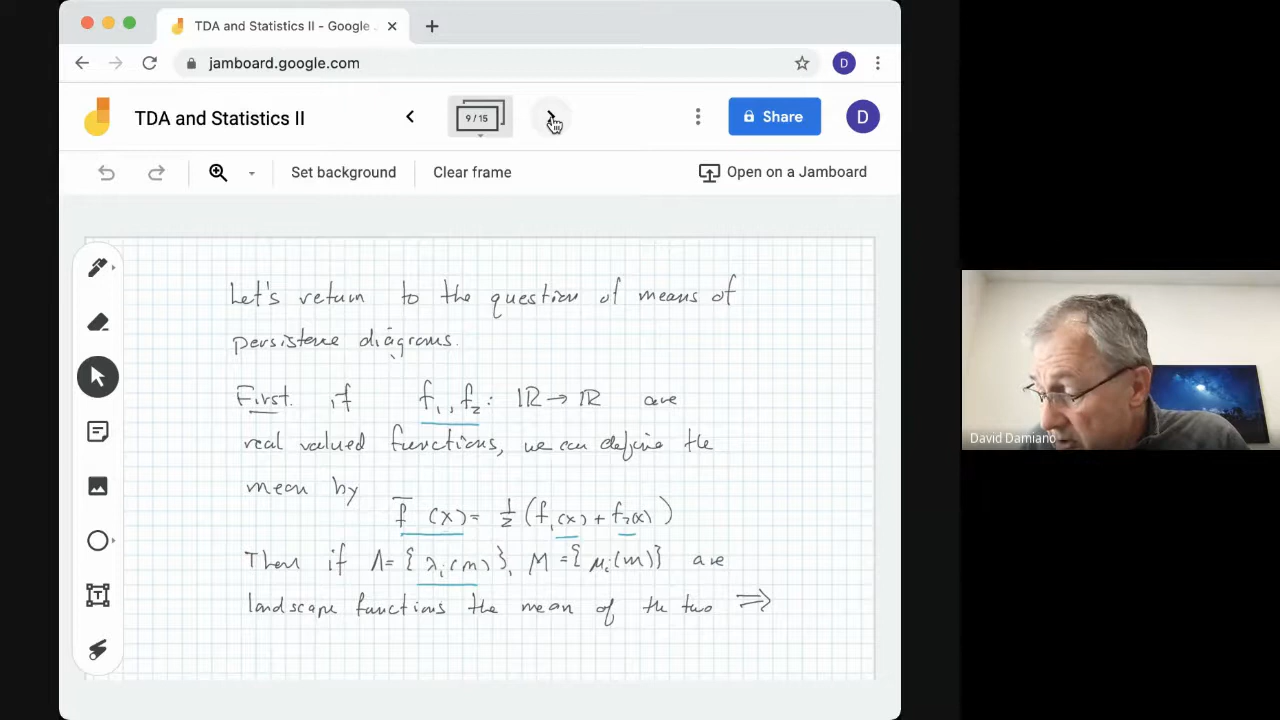 TDA and Statistics II - Google
jamboard.google.com
D
TDA and Statistics II
9 / 15
Share
D
Set background
Clear frame
Open on a Jamboard
Let's return to the question of means of
persistence diagrams.
First. if f₁, f₂: ℝ → ℝ are
real valued functions, we can define the
mean by
f̅ (x) = ½ (f₁(x) + f₂(x))
Then if Λ = {λᵢ(m)}, M = {μᵢ(m)} are
landscape functions the mean of the two ⇒
David Damiano